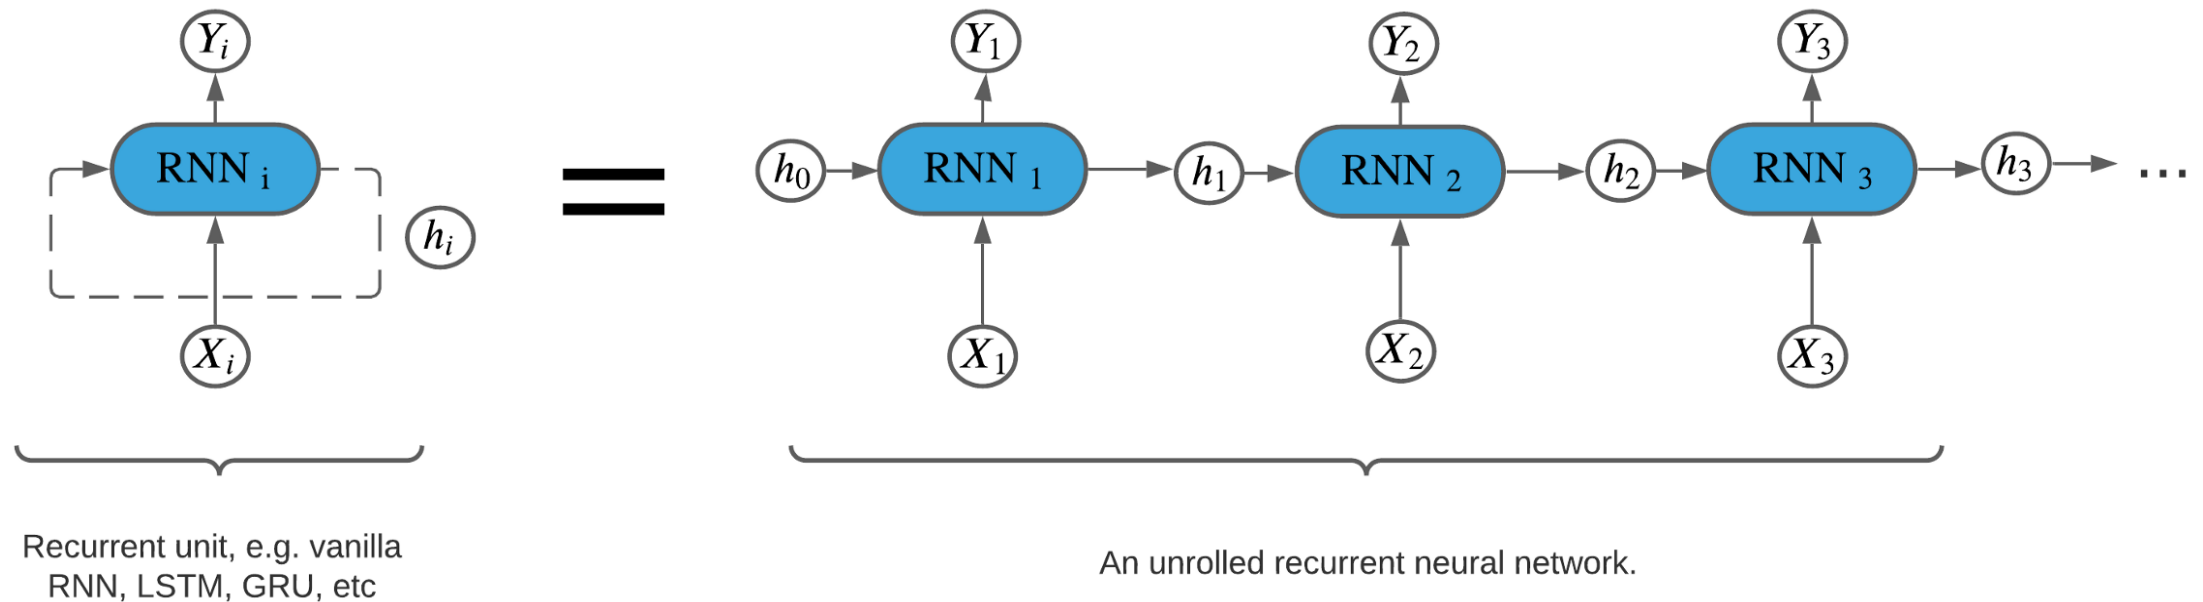 Yi
Y1
Y2
Y3
RNN i
=
h0
RNN 1
h1
RNN 2
h2
RNN 3
h3
...
hi
Xi
X1
X2
X3
Recurrent unit, e.g. vanilla
RNN, LSTM, GRU, etc
An unrolled recurrent neural network.